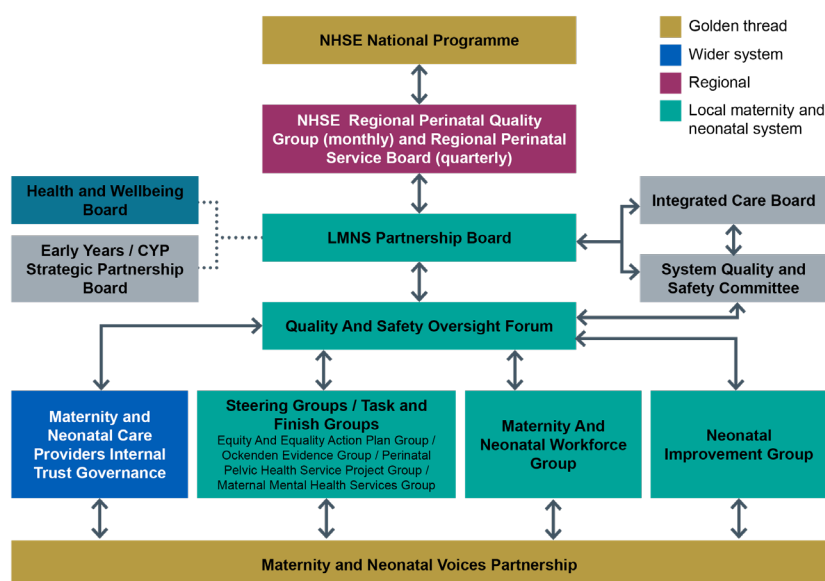 NHSE National Programme
Golden thread
Wider system
Regional
Local maternity and
neonatal system
NHSE Regional Perinatal Quality
Group (monthly) and Regional Perinatal
Service Board (quarterly)
Health and Wellbeing
Board
Early Years / CYP
Strategic Partnership
Board
LMNS Partnership Board
Integrated Care Board
System Quality and
Safety Committee
Quality And Safety Oversight Forum
Maternity and
Neonatal Care
Providers Internal
Trust Governance
Steering Groups / Task and
Finish Groups
Equity And Equality Action Plan Group /
Ockenden Evidence Group / Perinatal
Pelvic Health Service Project Group /
Maternal Mental Health Services Group
Maternity And
Neonatal Workforce
Group
Neonatal
Improvement Group
Maternity and Neonatal Voices Partnership